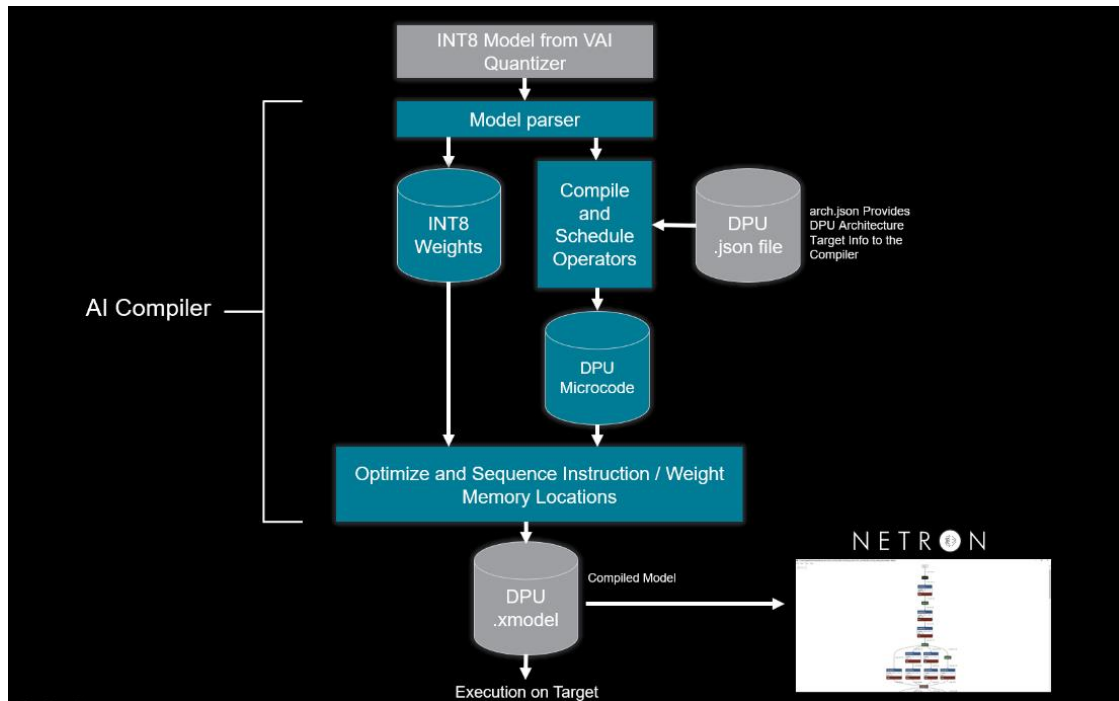 INT8 Model from VAI
Quantizer
Model parser
INT8
Weights
Compile
and
Schedule
Operators
DPU
.json file
arch.json Provides
DPU Architecture
Target Info to the
Compiler
AI Compiler
DPU
Microcode
Optimize and Sequence Instruction / Weight
Memory Locations
NETRON
DPU
.xmodel
Compiled Model
Execution on Target